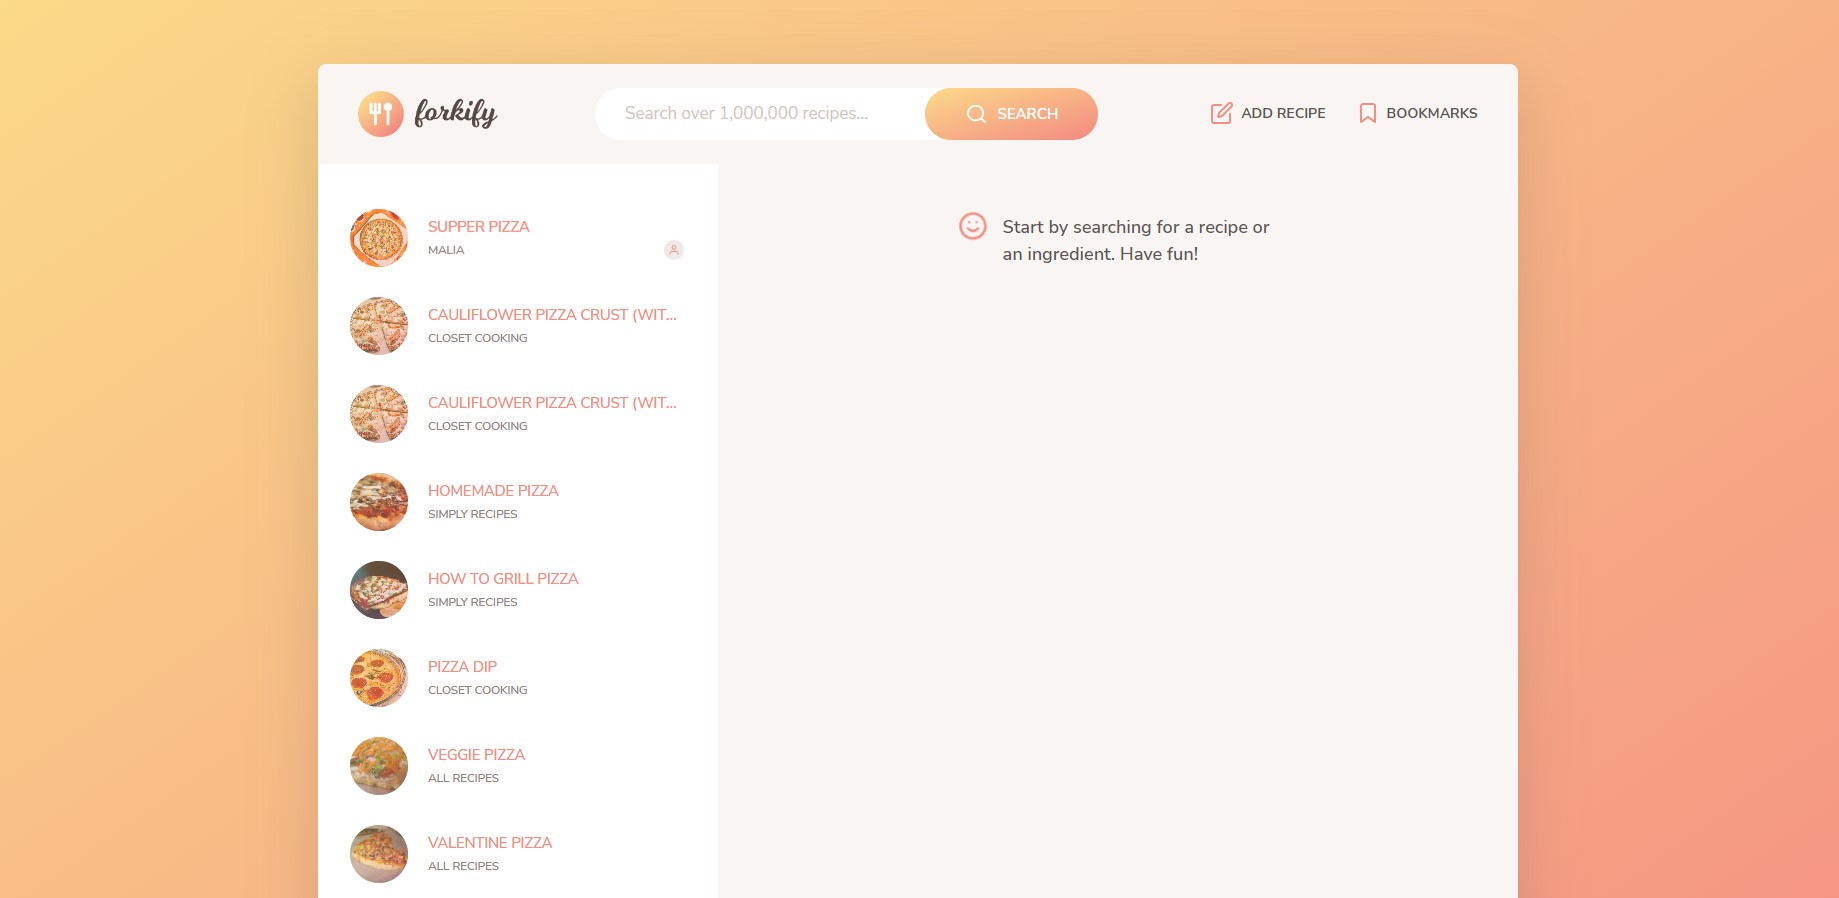 forkify
Search over 1,000,000 recipes...
SEARCH
ADD RECIPE
BOOKMARKS
SUPPER PIZZA
MALIA
CAULIFLOWER PIZZA CRUST (WIT...
CLOSET COOKING
CAULIFLOWER PIZZA CRUST (WIT...
CLOSET COOKING
HOMEMADE PIZZA
SIMPLY RECIPES
HOW TO GRILL PIZZA
SIMPLY RECIPES
PIZZA DIP
CLOSET COOKING
VEGGIE PIZZA
ALL RECIPES
VALENTINE PIZZA
ALL RECIPES
Start by searching for a recipe or
an ingredient. Have fun!